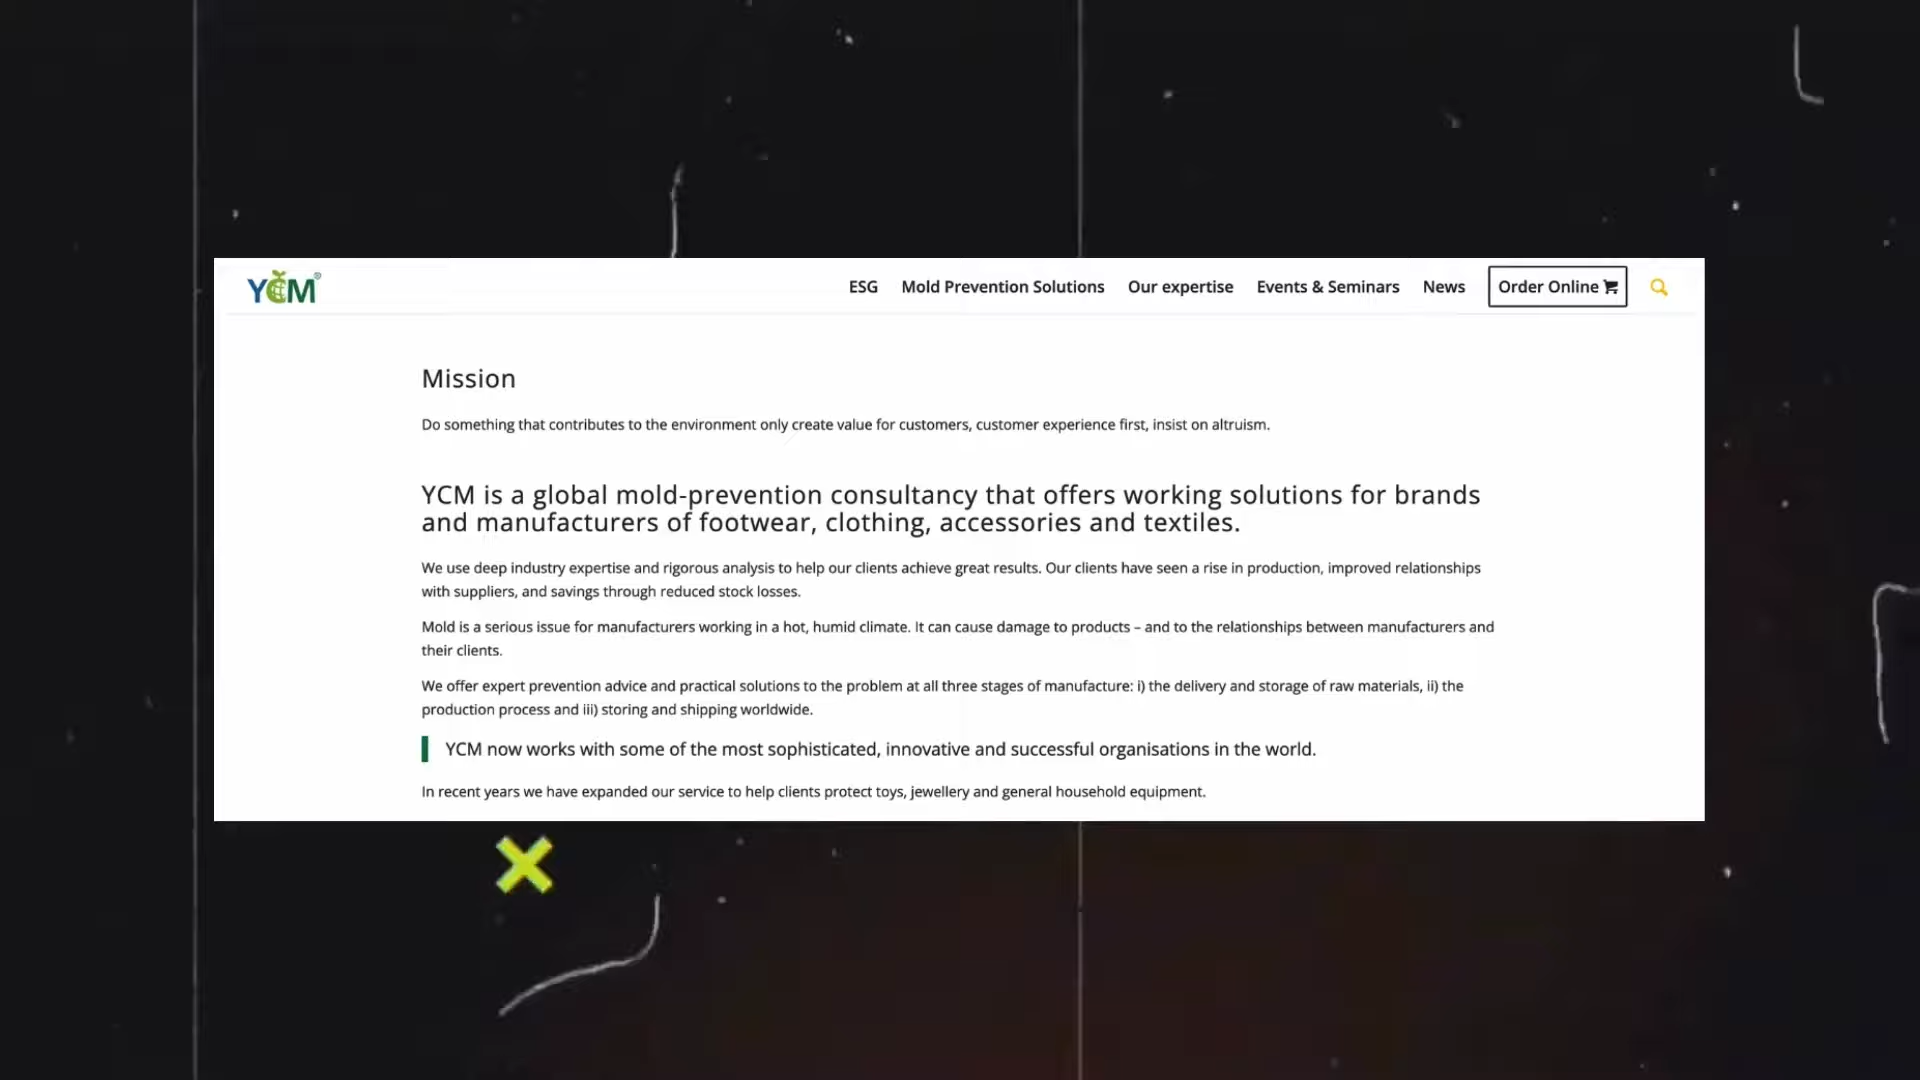 YCM®
ESG Mold Prevention Solutions Our expertise Events & Seminars News Order Online
Mission
Do something that contributes to the environment only create value for customers, customer experience first, insist on altruism.
YCM is a global mold-prevention consultancy that offers working solutions for brands
and manufacturers of footwear, clothing, accessories and textiles.
We use deep industry expertise and rigorous analysis to help our clients achieve great results. Our clients have seen a rise in production, improved relationships
with suppliers, and savings through reduced stock losses.
Mold is a serious issue for manufacturers working in a hot, humid climate. It can cause damage to products – and to the relationships between manufacturers and
their clients.
We offer expert prevention advice and practical solutions to the problem at all three stages of manufacture: i) the delivery and storage of raw materials, ii) the
production process and iii) storing and shipping worldwide.
YCM now works with some of the most sophisticated, innovative and successful organisations in the world.
In recent years we have expanded our service to help clients protect toys, jewellery and general household equipment.